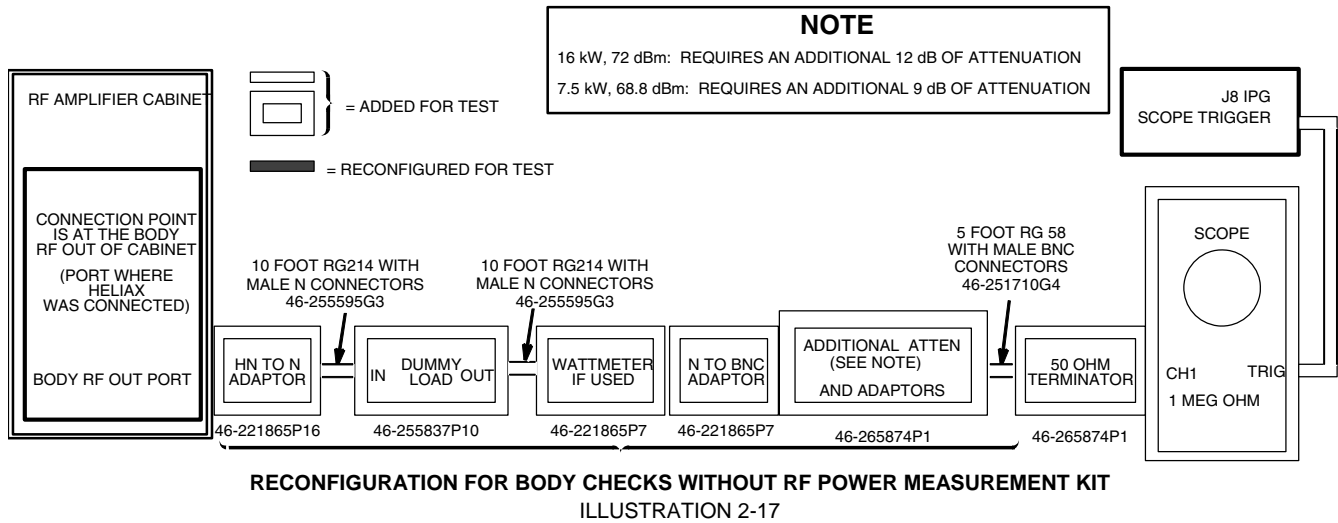 NOTE
16 kW, 72 dBm: REQUIRES AN ADDITIONAL 12 dB OF ATTENUATION
7.5 kW, 68.8 dBm: REQUIRES AN ADDITIONAL 9 dB OF ATTENUATION
RF AMPLIFIER CABINET
= ADDED FOR TEST
= RECONFIGURED FOR TEST
J8 IPG
SCOPE TRIGGER
CONNECTION POINT
IS AT THE BODY
RF OUT OF CABINET
(PORT WHERE
HELIAX
WAS CONNECTED)
BODY RF OUT PORT
10 FOOT RG214 WITH
MALE N CONNECTORS
46-255595G3
10 FOOT RG214 WITH
MALE N CONNECTORS
46-255595G3
5 FOOT RG 58
WITH MALE BNC
CONNECTORS
46-251710G4
HN TO N
ADAPTOR
46-221865P16
IN DUMMY LOAD OUT
46-255837P10
WATTMETER
IF USED
46-221865P7
N TO BNC
ADAPTOR
46-221865P7
ADDITIONAL ATTEN
(SEE NOTE)
AND ADAPTORS
46-265874P1
50 OHM
TERMINATOR
46-265874P1
SCOPE
CH1 TRIG
1 MEG OHM
RECONFIGURATION FOR BODY CHECKS WITHOUT RF POWER MEASUREMENT KIT
ILLUSTRATION 2-17